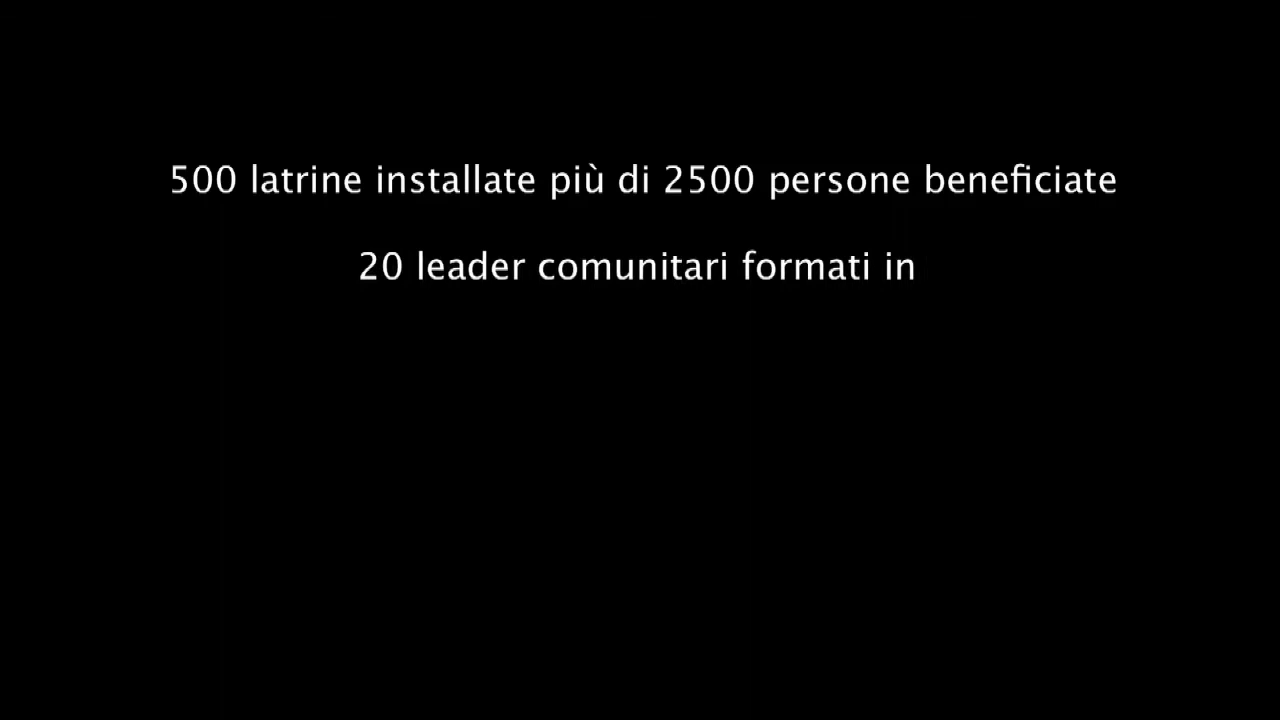 500 latrine installate più di 2500 persone beneficiate
20 leader comunitari formati in